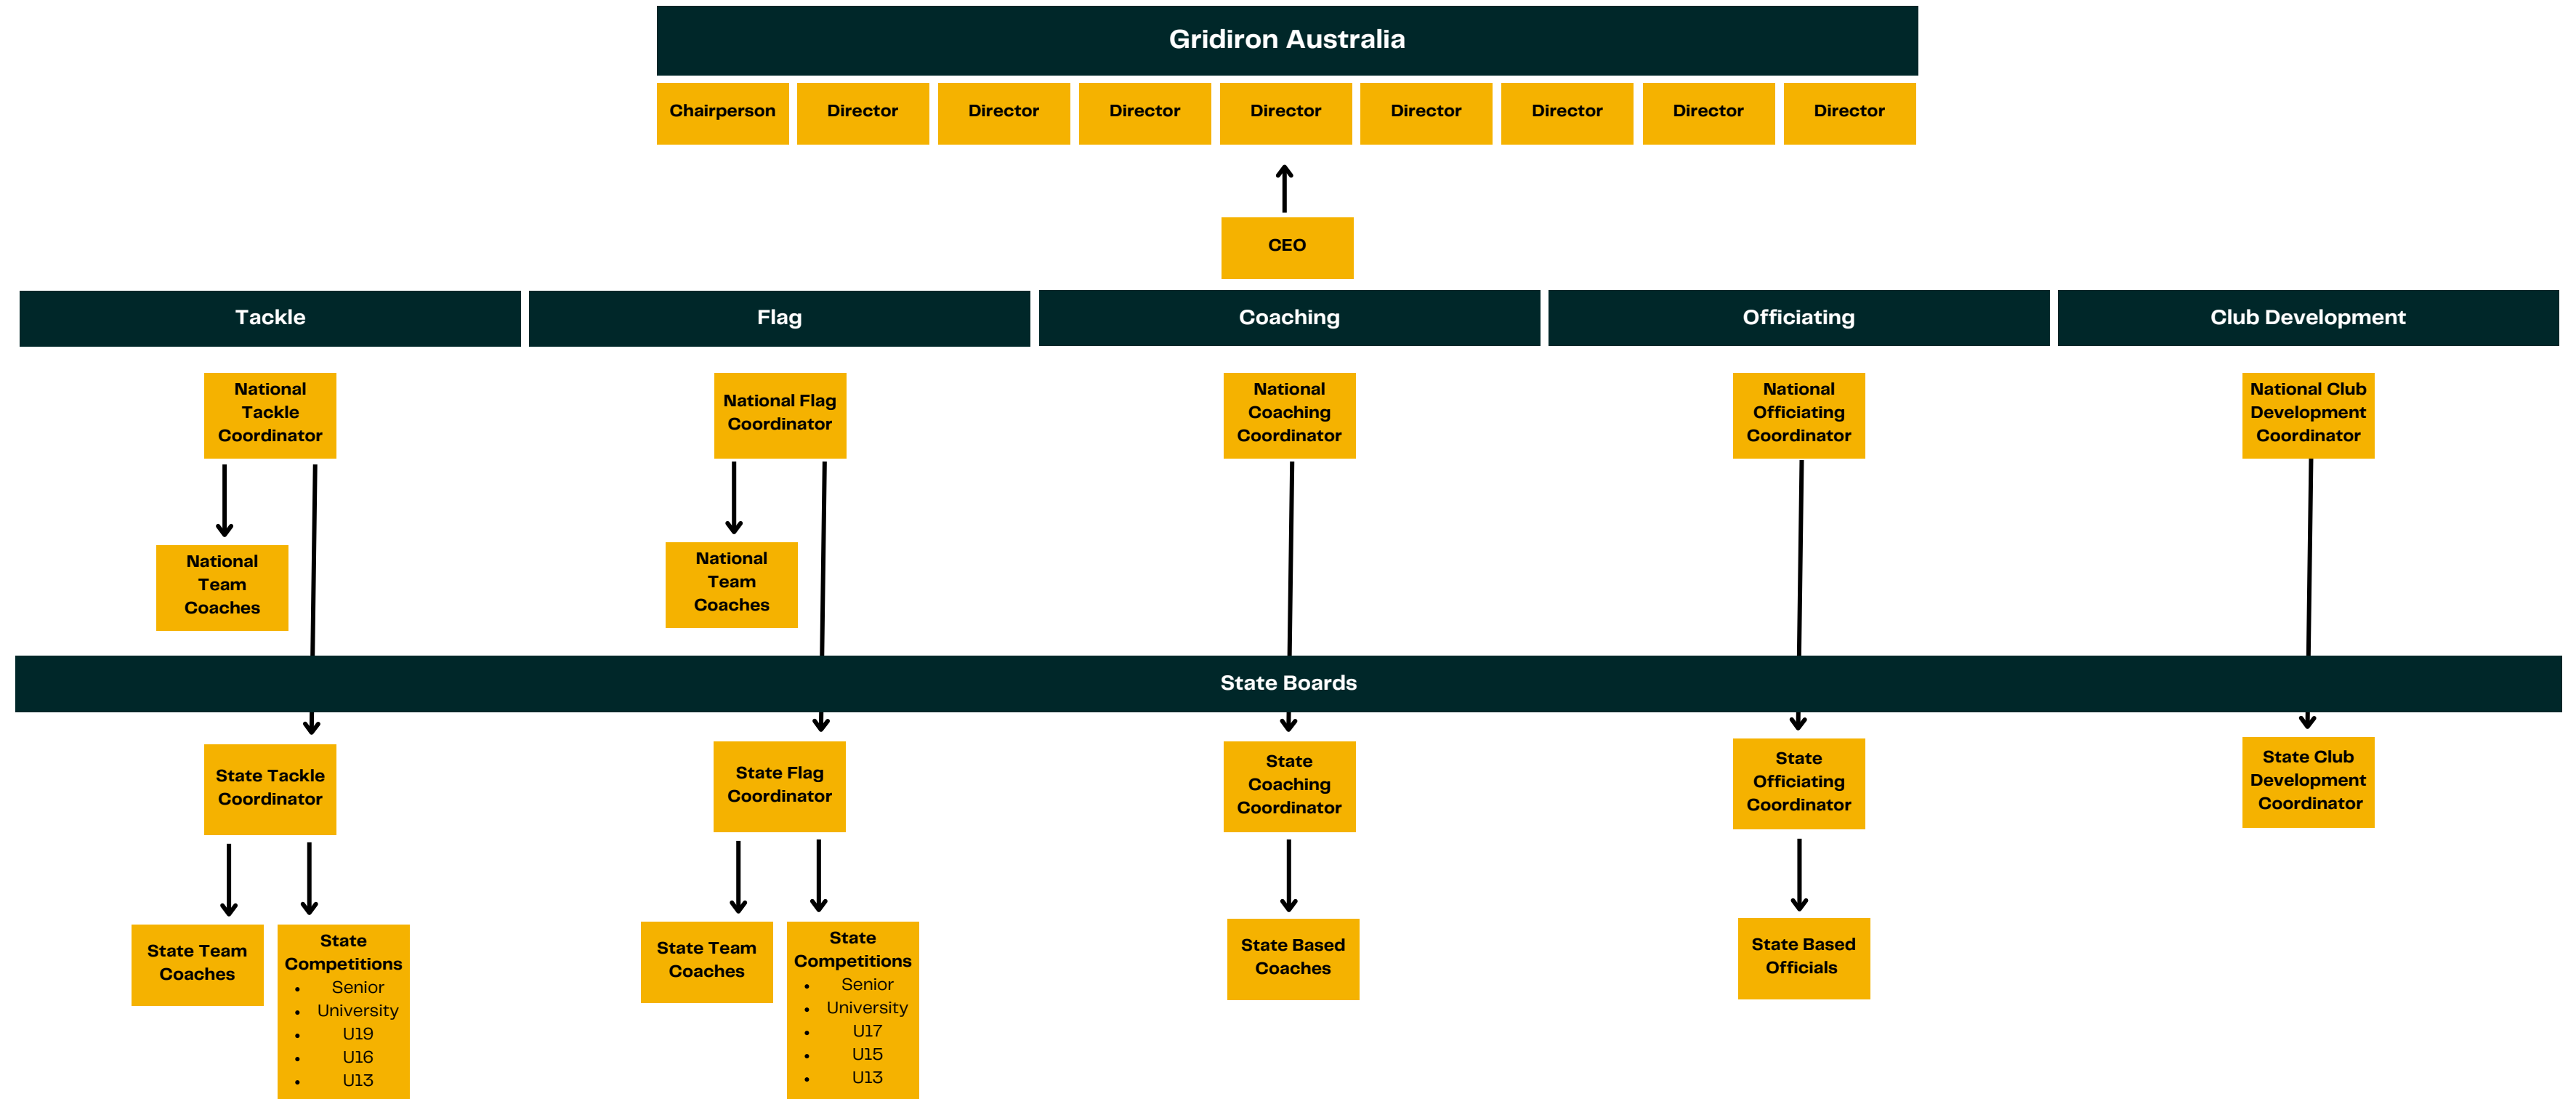 Gridiron Australia
Chairperson
Director
Director
Director
Director
Director
Director
Director
Director
CEO
Tackle
Flag
Coaching
Officiating
Club Development
National
Tackle
Coordinator
National Flag
Coordinator
National
Coaching
Coordinator
National
Officiating
Coordinator
National Club
Development
Coordinator
National
Team
Coaches
National
Team
Coaches
State Boards
State Tackle
Coordinator
State Flag
Coordinator
State
Coaching
Coordinator
State
Officiating
Coordinator
State Club
Development
Coordinator
State Team
Coaches
State
Competitions
• Senior
• University
• U19
• U16
• U13
State Team
Coaches
State
Competitions
• Senior
• University
• U17
• U15
• U13
State Based
Coaches
State Based
Officials